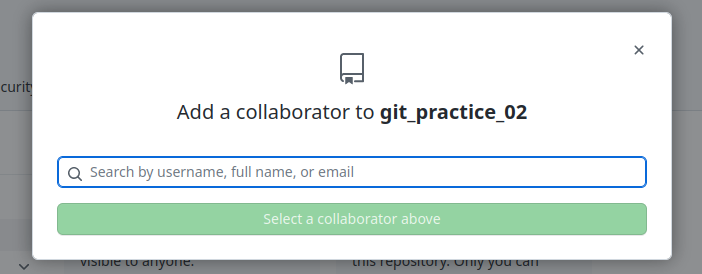 curity
×
Add a collaborator to git_practice_02
Search by username, full name, or email
Select a collaborator above
visible to anyone.
this repository. Only you can